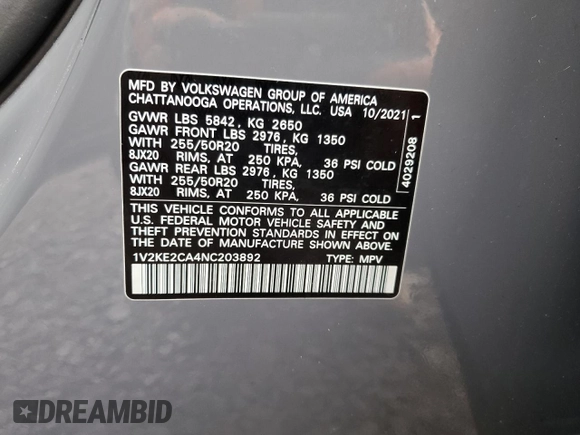 MFD BY VOLKSWAGEN GROUP OF AMERICA
CHATTANOOGA OPERATIONS, LLC. USA 10/2021
GVWR LBS 5842, KG 2650
GAWR FRONT LBS 2976, KG 1350
WITH 255/50R20 TIRES,
8JX20 RIMS, AT 250 KPA, 36 PSI COLD
GAWR REAR LBS 2976, KG 1350
WITH 255/50R20 TIRES,
8JX20 RIMS, AT 250 KPA, 36 PSI COLD
THIS VEHICLE CONFORMS TO ALL APPLICABLE
U.S. FEDERAL MOTOR VEHICLE SAFETY AND
THEFT PREVENTION STANDARDS IN EFFECT ON
THE DATE OF MANUFACTURE SHOWN ABOVE.
1V2KE2CA4NC203892 TYPE: MPV
4029208 1
DREAMBID